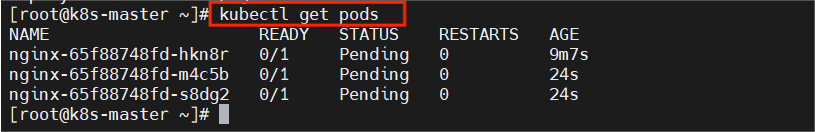 [root@k8s-master ~]# kubectl get pods
NAME READY STATUS RESTARTS AGE
nginx-65f88748fd-hkn8r 0/1 Pending 0 9m7s
nginx-65f88748fd-m4c5b 0/1 Pending 0 24s
nginx-65f88748fd-s8dg2 0/1 Pending 0 24s
[root@k8s-master ~]#